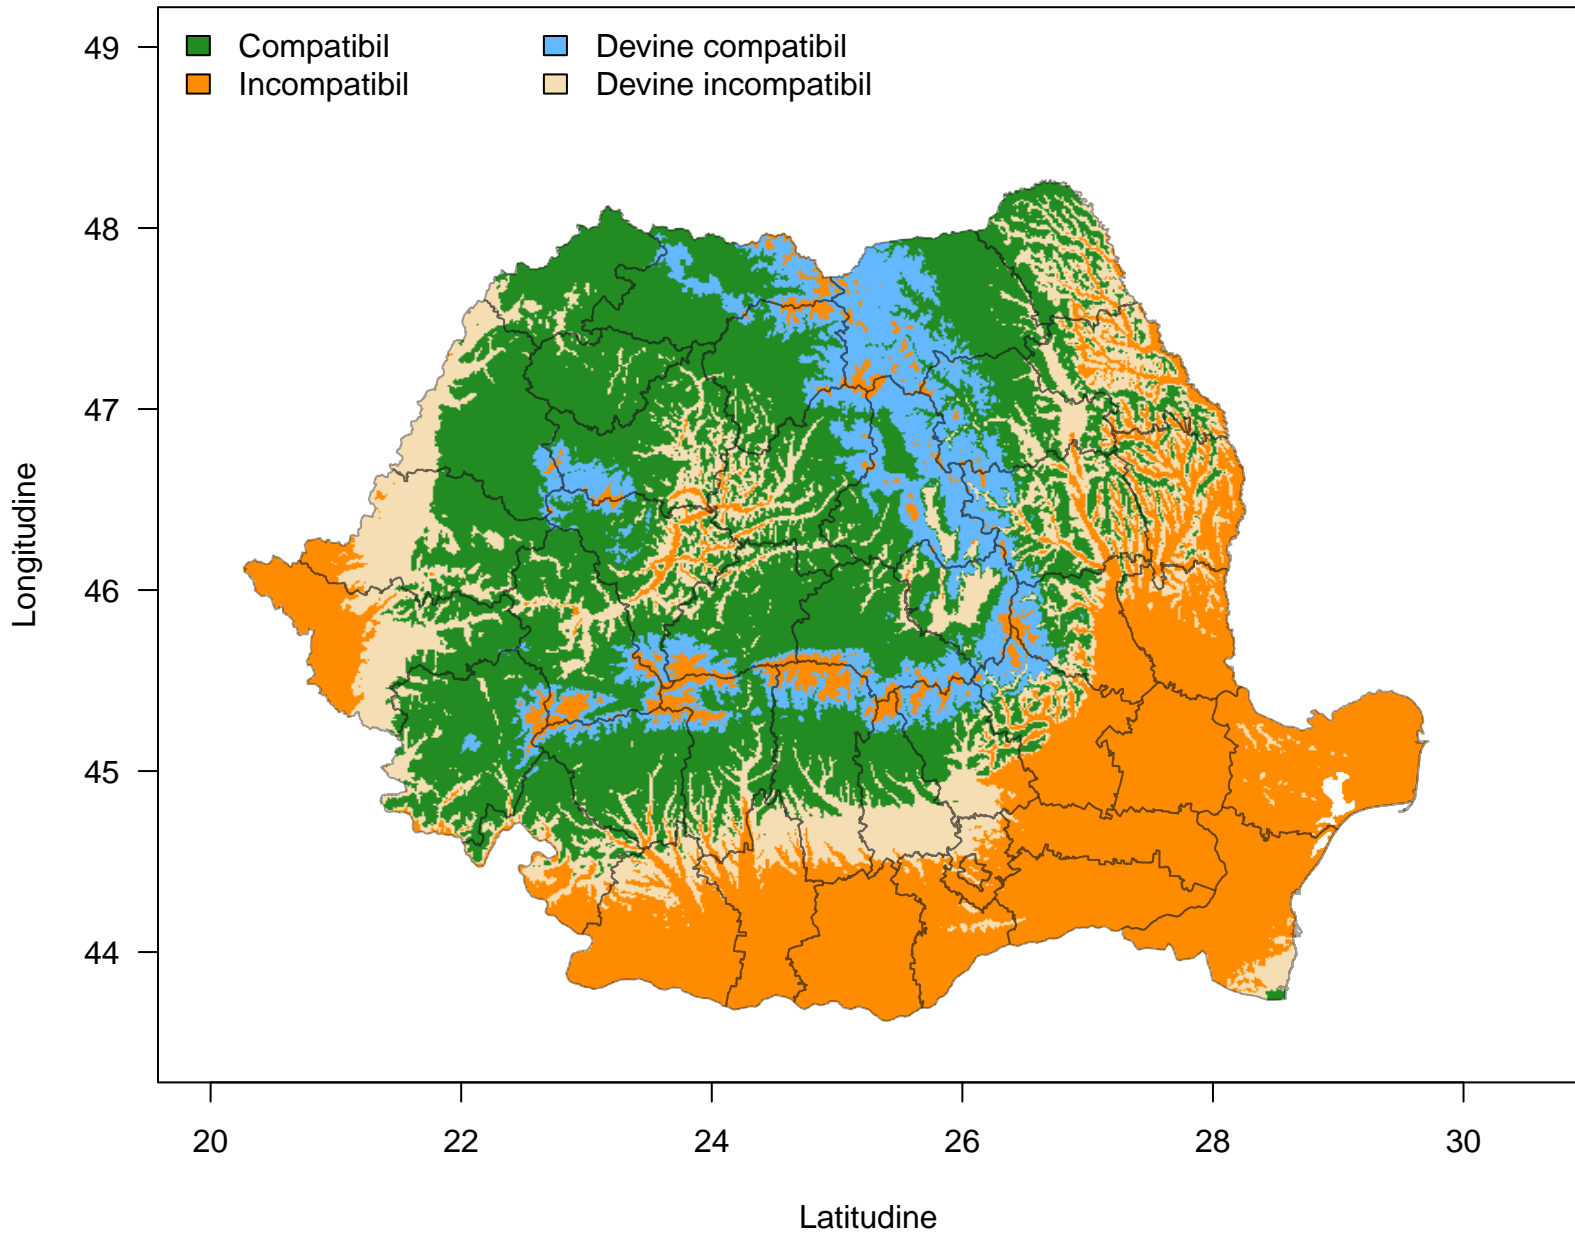 Compatibil
Incompatibil
Devine compatibil
Devine incompatibil
49
48
47
46
45
44
Longitudine
20 22 24 26 28 30
Latitudine